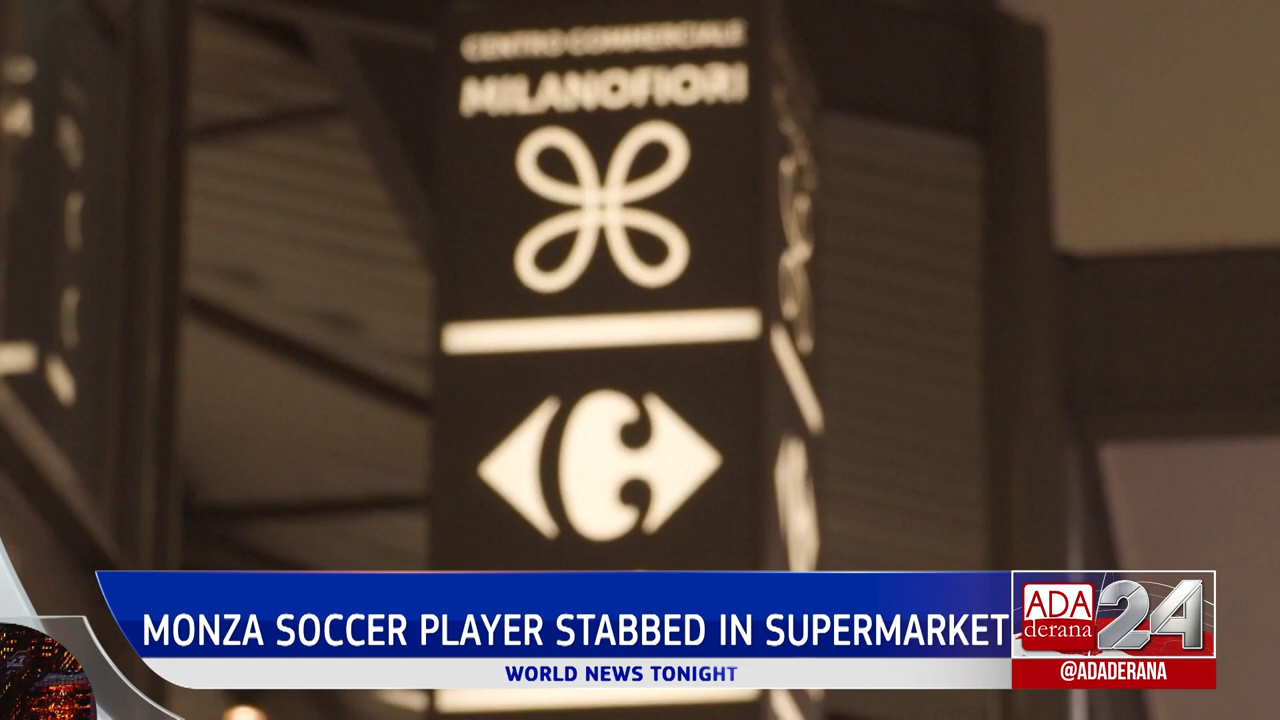 CENTRO COMMERCIALE
MILANOFIORI
MONZA SOCCER PLAYER STABBED IN SUPERMARKET
WORLD NEWS TONIGHT
ADA
derana
24
@ADADERANA